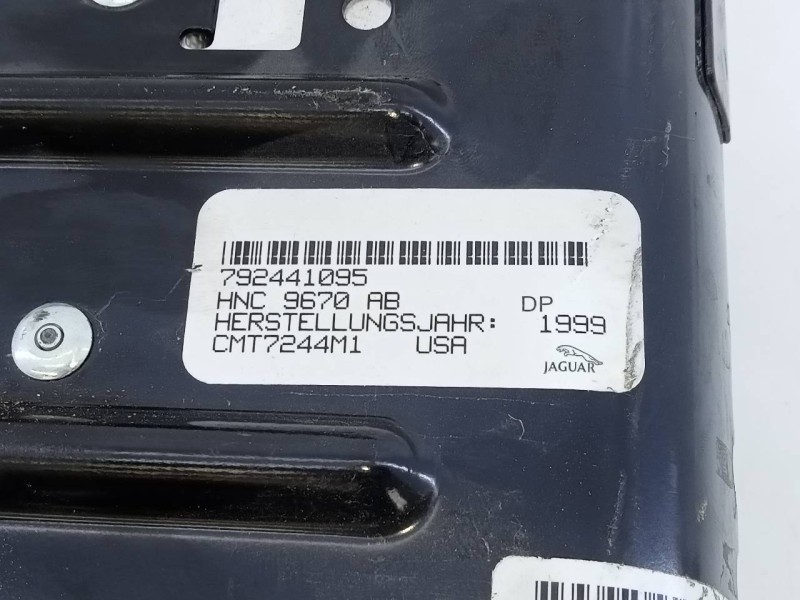 792441095
HNC 9670 AB DP
HERSTELLUNGSJAHR: 1999
CMT7244M1 USA
JAGUAR